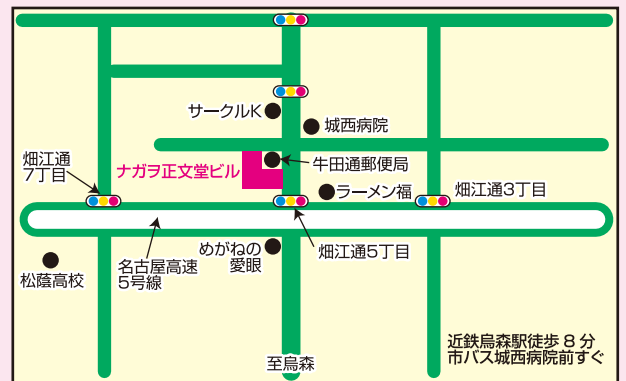 サークルK
城西病院
畑江通
7丁目
ナガヲ正文堂ビル
牛田通郵便局
ラーメン福
畑江通3丁目
めがねの
愛眼
畑江通5丁目
名古屋高速
5号線
松蔭高校
至烏森
近鉄烏森駅徒歩8分
市バス城西病院前すぐ